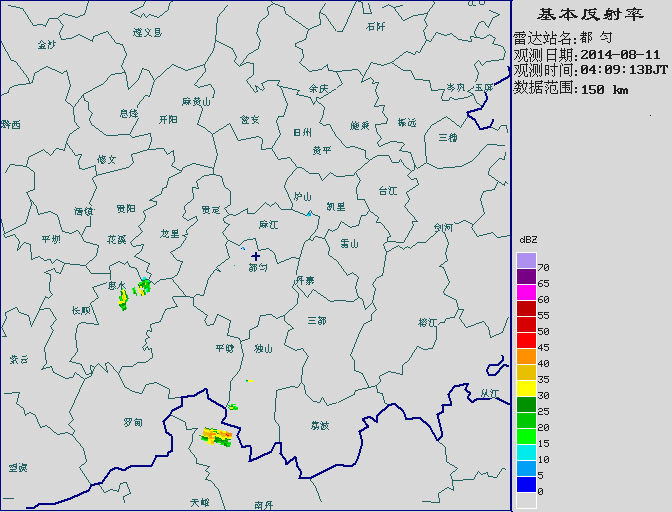 基本反射率
雷达站名:都 匀
观测日期:2014-08-11
观测时间:04:09:13BJT
数据范围:150 km
dBZ
70
65
60
55
50
45
40
35
30
25
20
15
10
5
0
金沙
遵义县
石阡
江口
余庆
岑巩
玉屏
黔西
息烽
麻黄山
开阳
瓮安
旧州
施秉
镇远
三穗
黄平
修文
清镇
贵阳
贵定
炉山
凯里
台江
平坝
花溪
龙里
麻江
雷山
剑河
都匀
惠水
丹寨
长顺
三都
榕江
紫云
平塘
独山
从江
罗甸
荔波
望谟
天峨
南丹